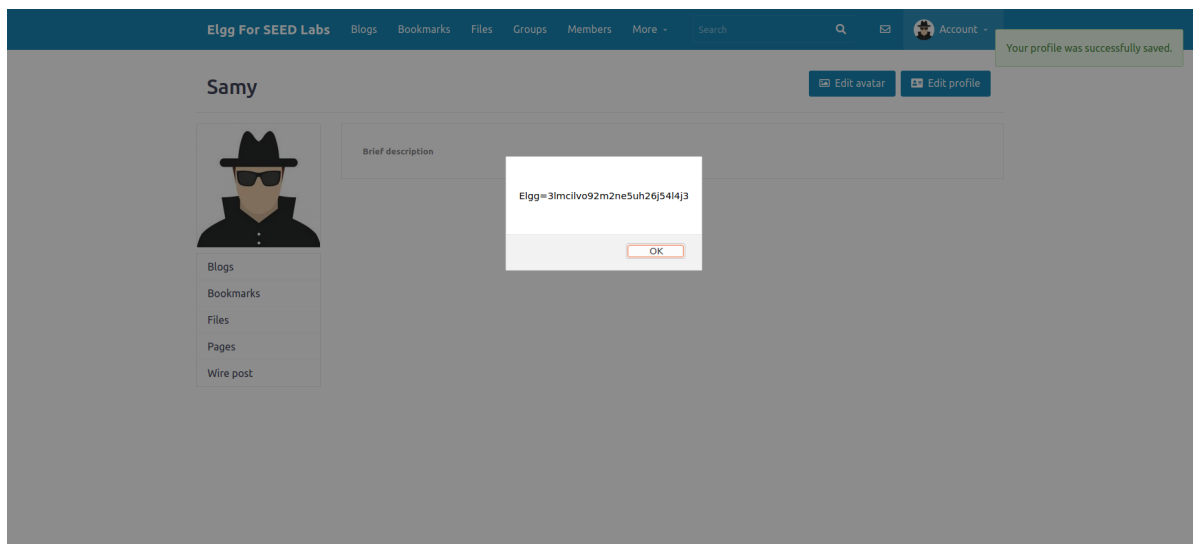 Elgg For SEED Labs Blogs Bookmarks Files Groups Members More Search Account
Your profile was successfully saved.
Samy
Edit avatar Edit profile
Brief description
Elgg=3lmcilvo92m2ne5uh26j54l4j3
OK
Blogs
Bookmarks
Files
Pages
Wire post